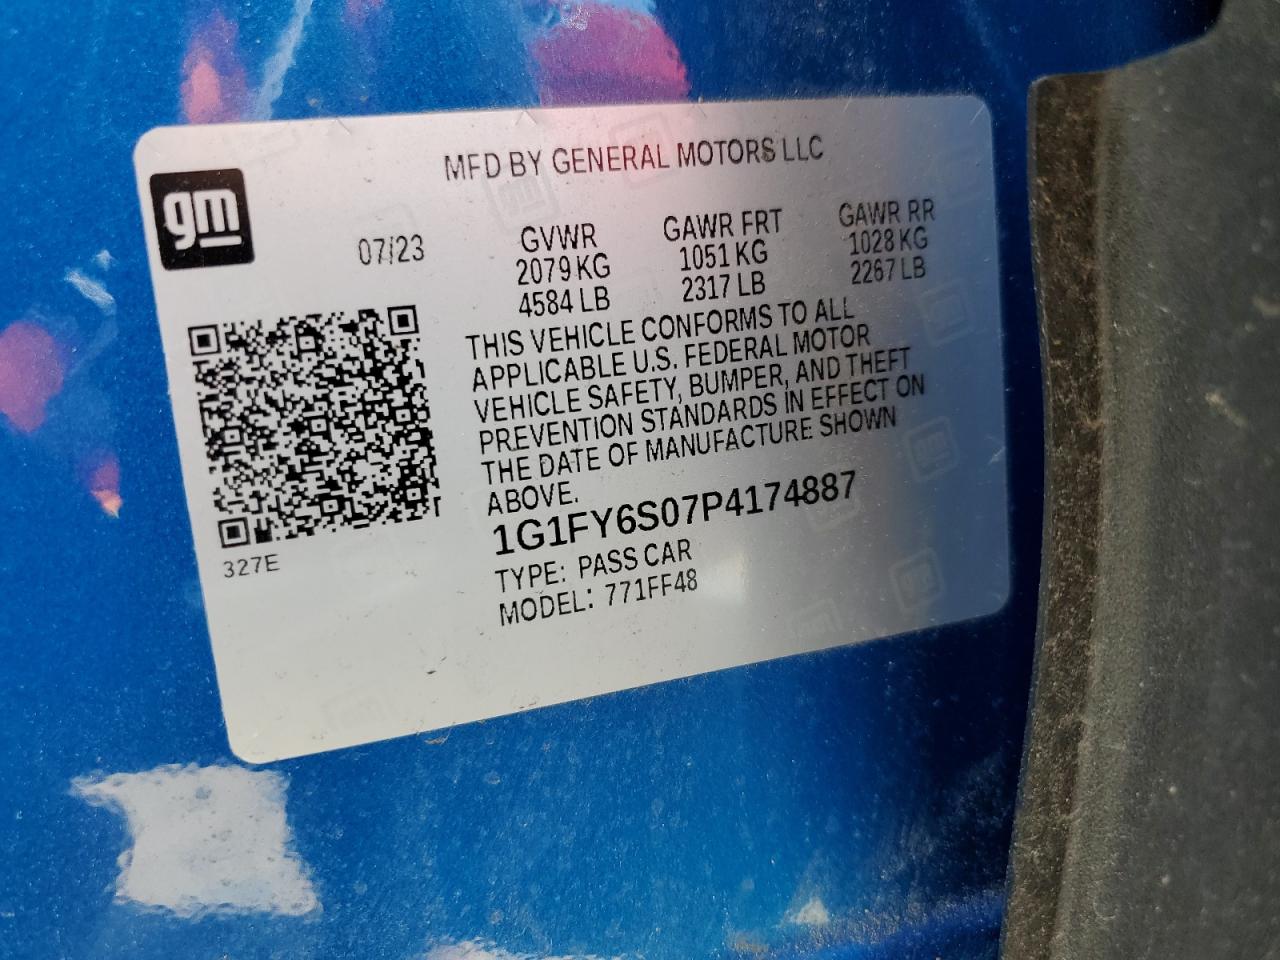 MFD BY GENERAL MOTORS LLC
gm
07/23
GVWR GAWR FRT GAWR RR
2079 KG 1051 KG 1028 KG
4584 LB 2317 LB 2267 LB
THIS VEHICLE CONFORMS TO ALL
APPLICABLE U.S. FEDERAL MOTOR
VEHICLE SAFETY, BUMPER, AND THEFT
PREVENTION STANDARDS IN EFFECT ON
THE DATE OF MANUFACTURE SHOWN
ABOVE.
1G1FY6S07P4174887
327E
TYPE: PASS CAR
MODEL: 771FF48